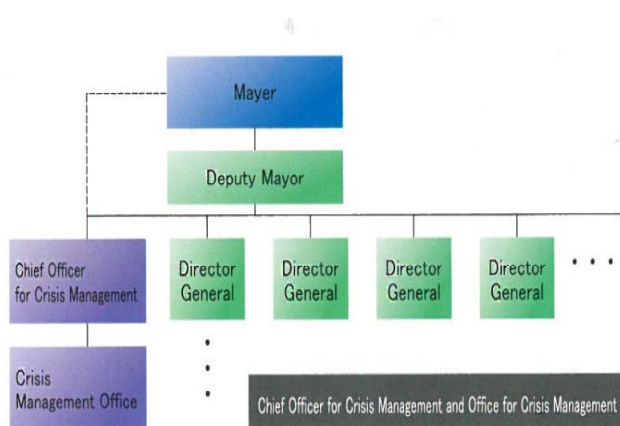 Mayer
Deputy Mayor
Chief Officer
for Crisis Management
Director
General
Director
General
Director
General
Director
General
Crisis
Management Office
Chief Officer for Crisis Management and Office for Crisis Management